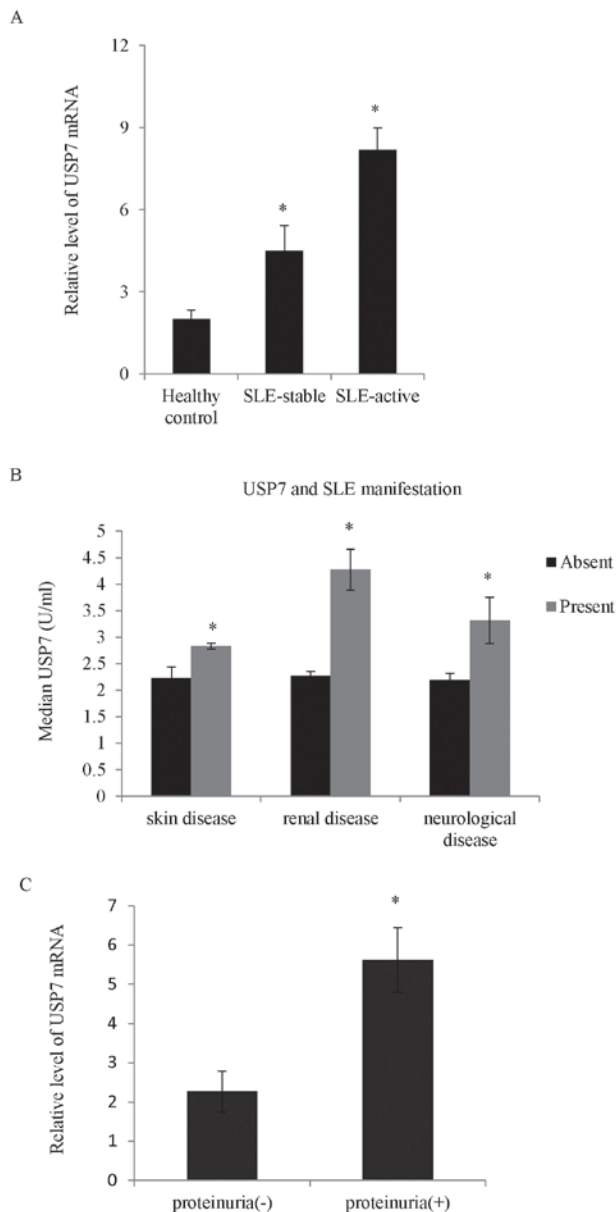 A
Relative level of USP7 mRNA
12
9
6
3
0
*
*
Healthy
control
SLE-stable
SLE-active
B
USP7 and SLE manifestation
Median USP7 (U/ml)
5
4.5
4
3.5
3
2.5
2
1.5
1
0.5
0
*
*
*
Absent
Present
skin disease
renal disease
neurological
disease
C
Relative level of USP7 mRNA
7
6
5
4
3
2
1
0
*
proteinuria(-)
proteinuria(+)